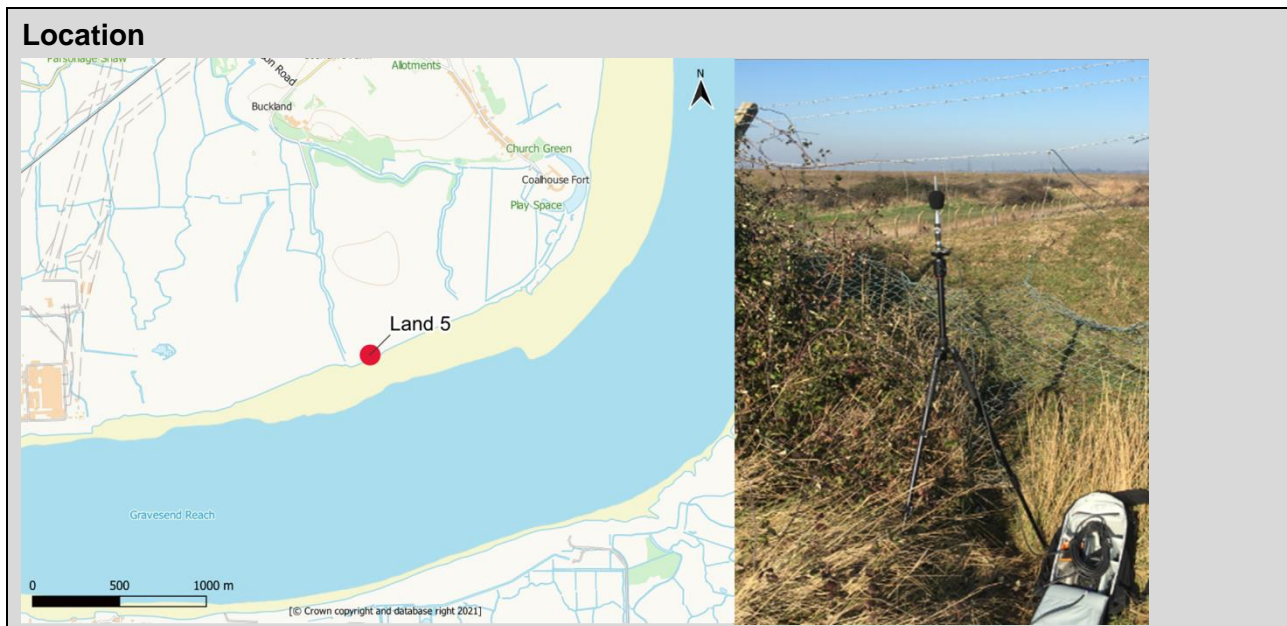 Location
Parsonage Shaw
Road
Allotments
N
Buckland
Church Green
Coalhouse Fort
Play Space
Land 5
Gravesend Reach
0 500 1000 m
[© Crown copyright and database right 2021]